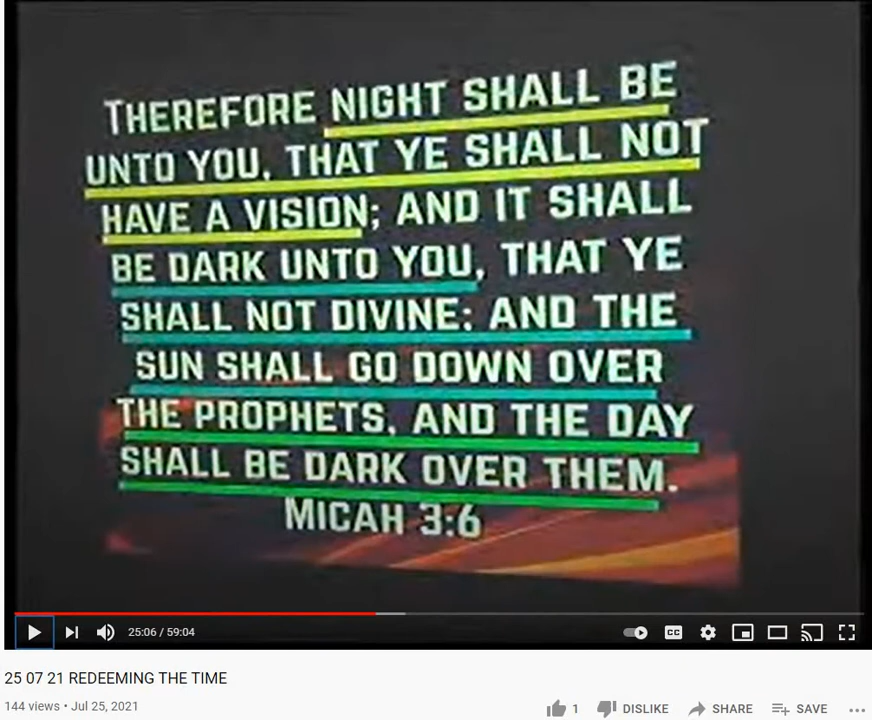 THEREFORE NIGHT SHALL BE
UNTO YOU, THAT YE SHALL NOT
HAVE A VISION; AND IT SHALL
BE DARK UNTO YOU, THAT YE
SHALL NOT DIVINE: AND THE
SUN SHALL GO DOWN OVER
THE PROPHETS, AND THE DAY
SHALL BE DARK OVER THEM.
MICAH 3:6
25:06 / 59:04
CC
25 07 21 REDEEMING THE TIME
144 views • Jul 25, 2021
1 DISLIKE SHARE SAVE ...